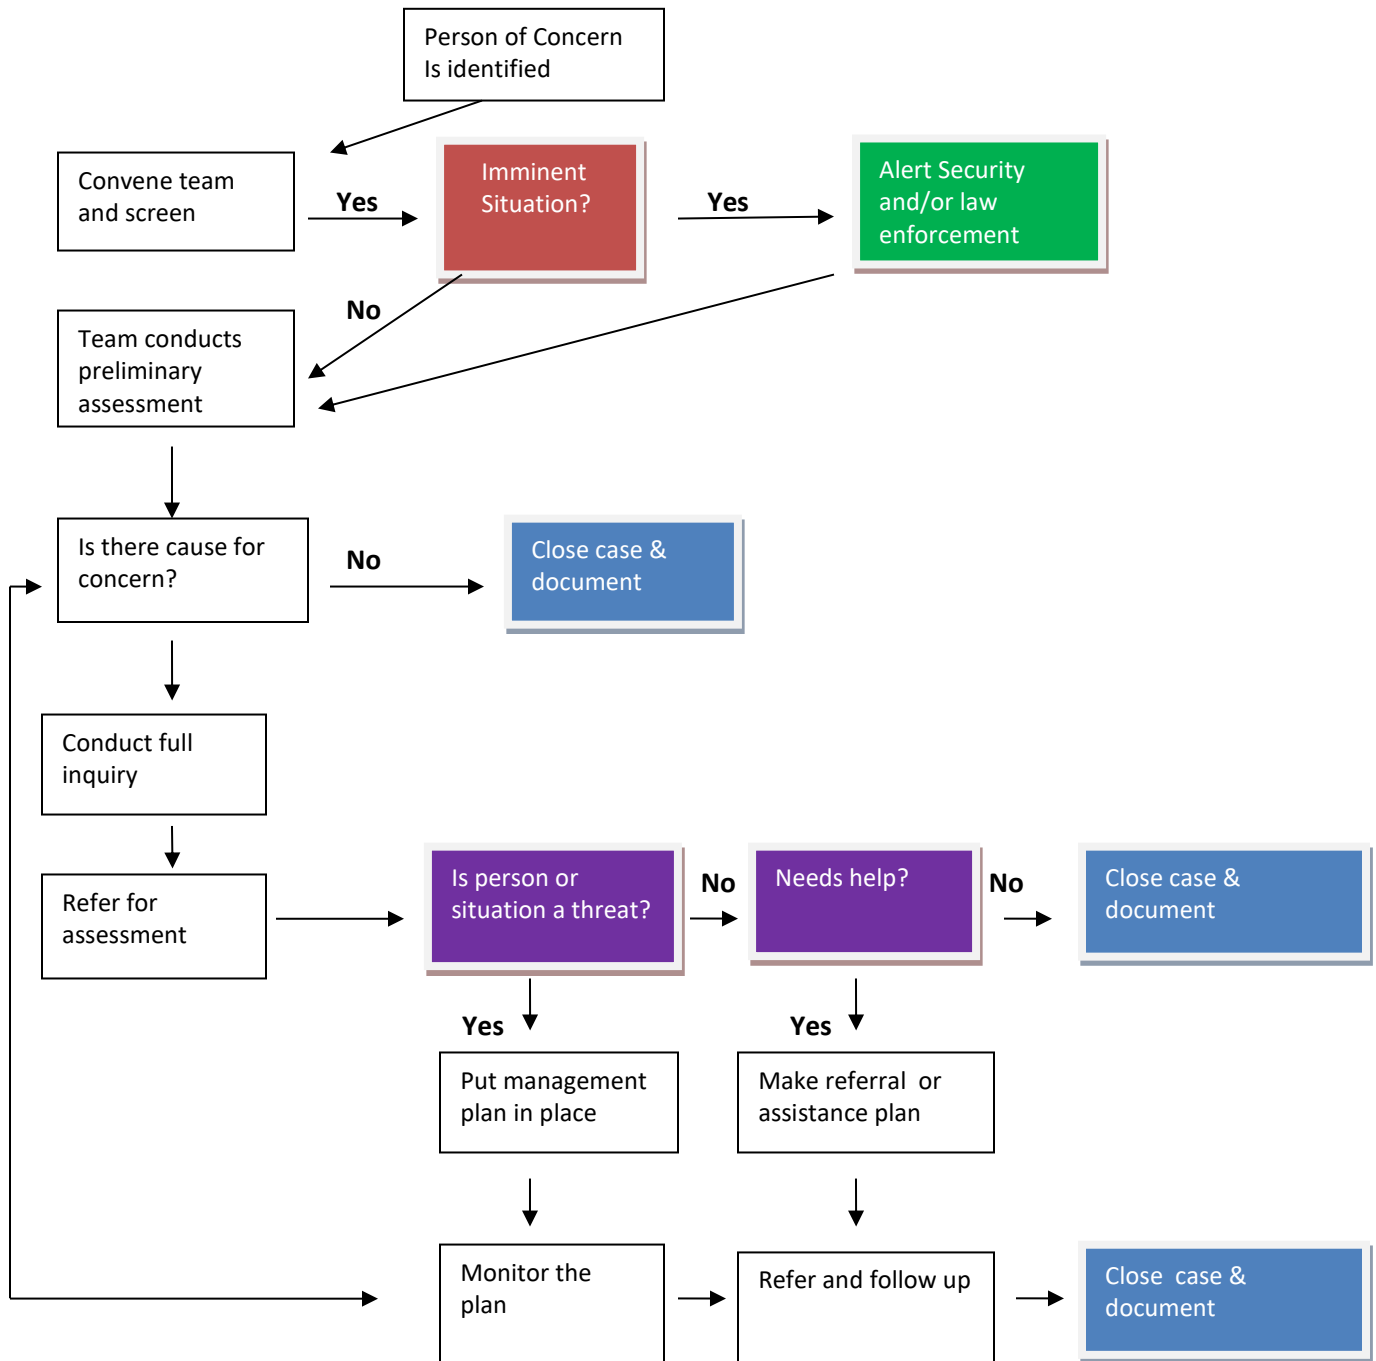 Person of Concern
Is identified
Convene team
and screen
Yes
Imminent
Situation?
Yes
Alert Security
and/or law
enforcement
No
Team conducts
preliminary
assessment
Is there cause for
concern?
No
Close case &
document
Conduct full
inquiry
Refer for
assessment
Is person or
situation a threat?
No
Needs help?
No
Close case &
document
Yes
Yes
Put management
plan in place
Make referral  or
assistance plan
Monitor the
plan
Refer and follow up
Close  case &
document